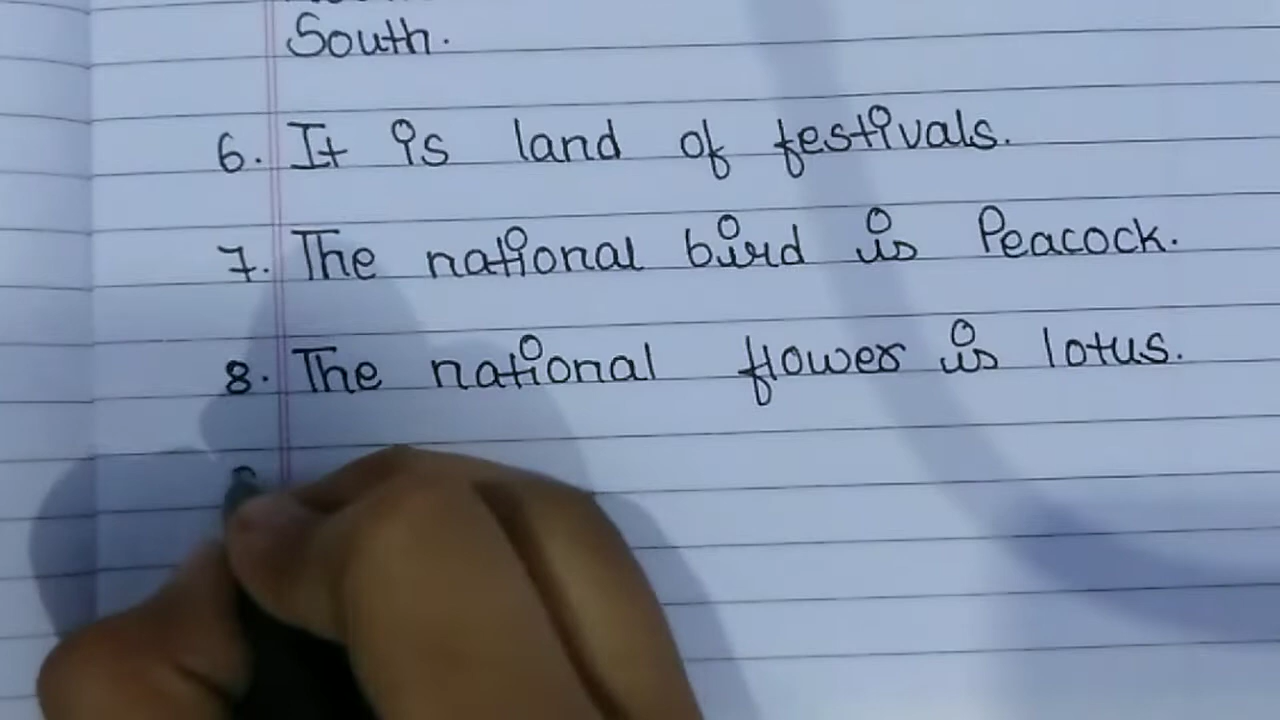 South.
6. It is land of festivals.
7. The national bird is Peacock.
8. The national flower is lotus.